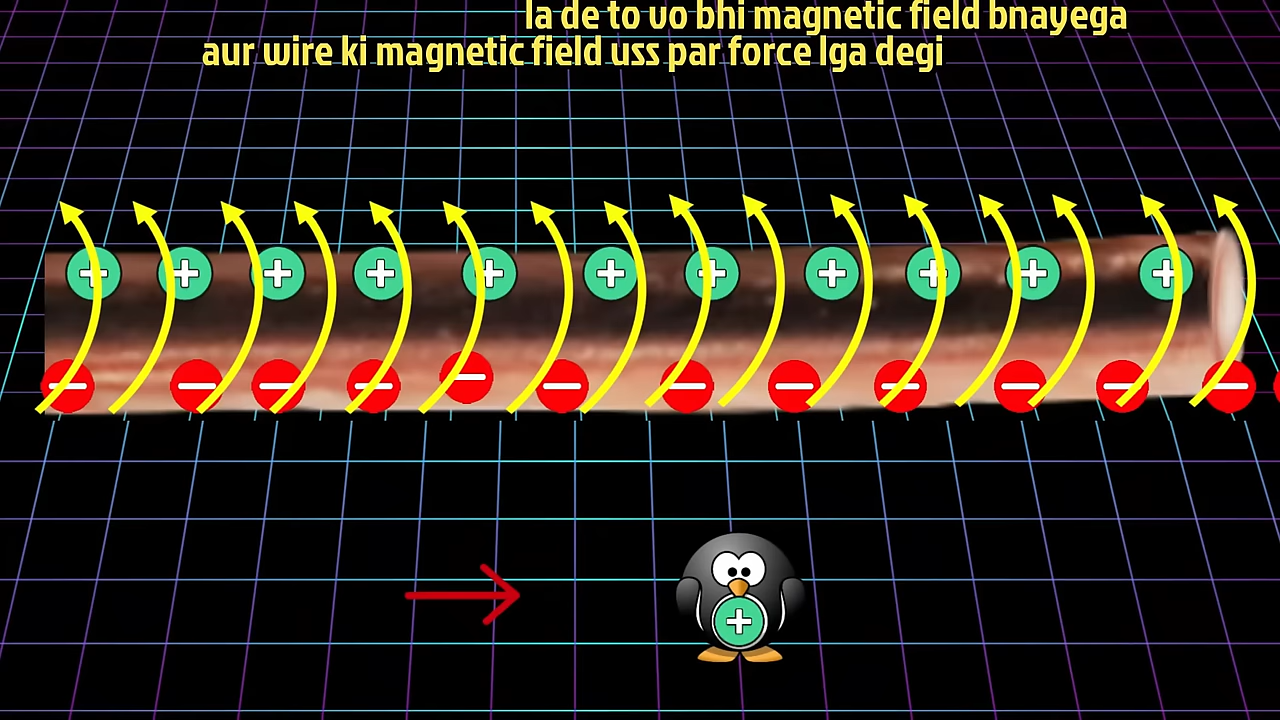 la de to vo bhi magnetic field bnayega
aur wire ki magnetic field uss par force lga degi